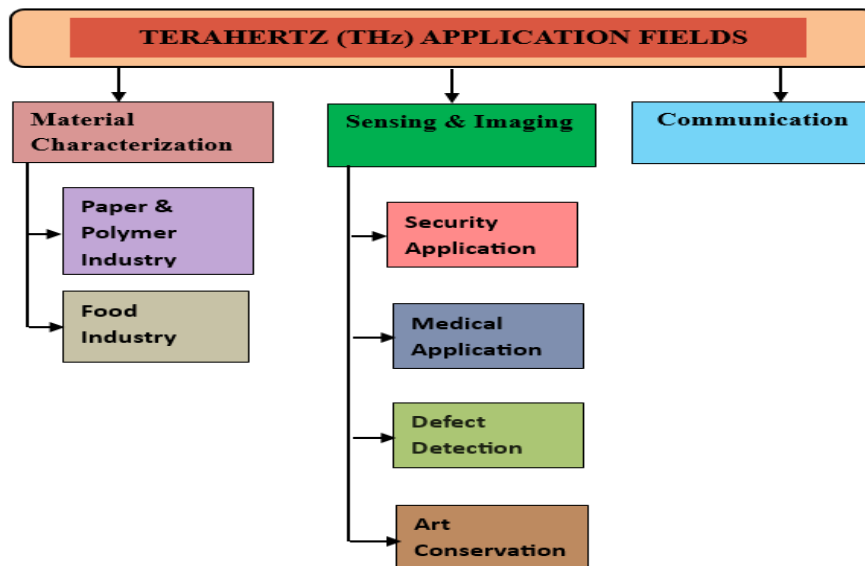 TERAHERTZ (THz) APPLICATION FIELDS
Material
Characterization
Paper &
Polymer
Industry
Food
Industry
Sensing & Imaging
Security
Application
Medical
Application
Defect
Detection
Art
Conservation
Communication